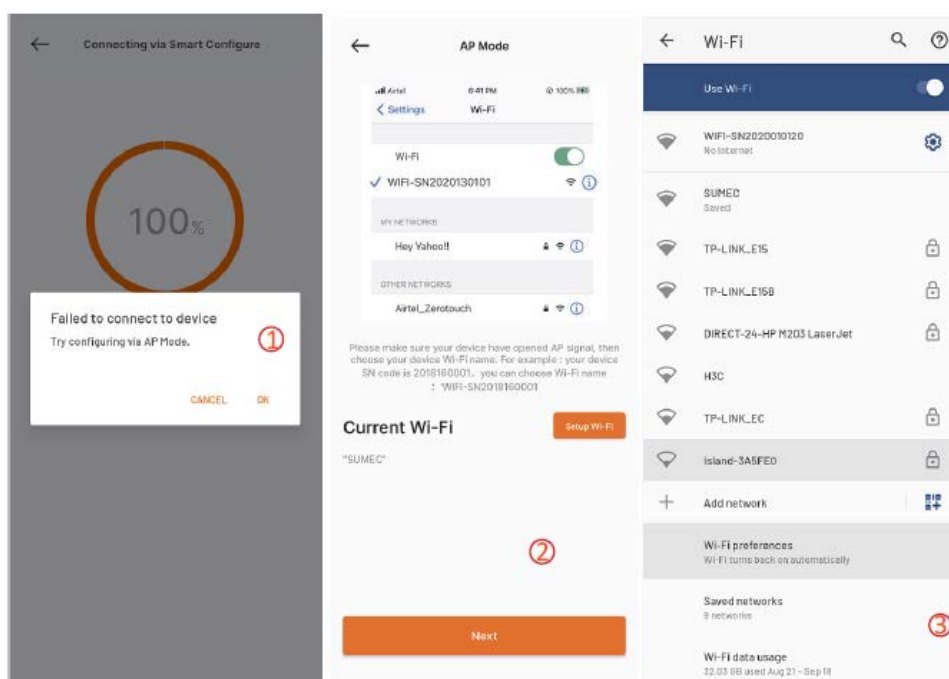 Connecting via Smart Configure
100%
Failed to connect to device
Try configuring via AP Mode.
①
CANCEL OK
AP Mode
Airtel 6:41 PM 100%
Settings Wi-Fi
Wi-Fi
WIFI-SN2020130101
MY NETWORKS
Hey Yahoo!!
OTHER NETWORKS
Airtel_Zerotouch
Please make sure your device have opened AP signal, then
choose your device Wi-Fi name. For example : your device
SN code is 2018160001, you can choose Wi-Fi name
: 'WIFI-SN2018160001
Current Wi-Fi
Setup Wi-Fi
"SUMEC"
②
Next
Wi-Fi
Use Wi-Fi
WIFI-SN2020010120
No Internet
SUMEC
Saved
TP-LINK_E15
TP-LINK_E15B
DIRECT-24-HP M203 LaserJet
H3C
TP-LINK_EC
island-3A5FE0
Add network
Wi-Fi preferences
Wi-Fi turns back on automatically
Saved networks
9 networks
③
Wi-Fi data usage
32.03 GB used Aug 21 – Sep 18